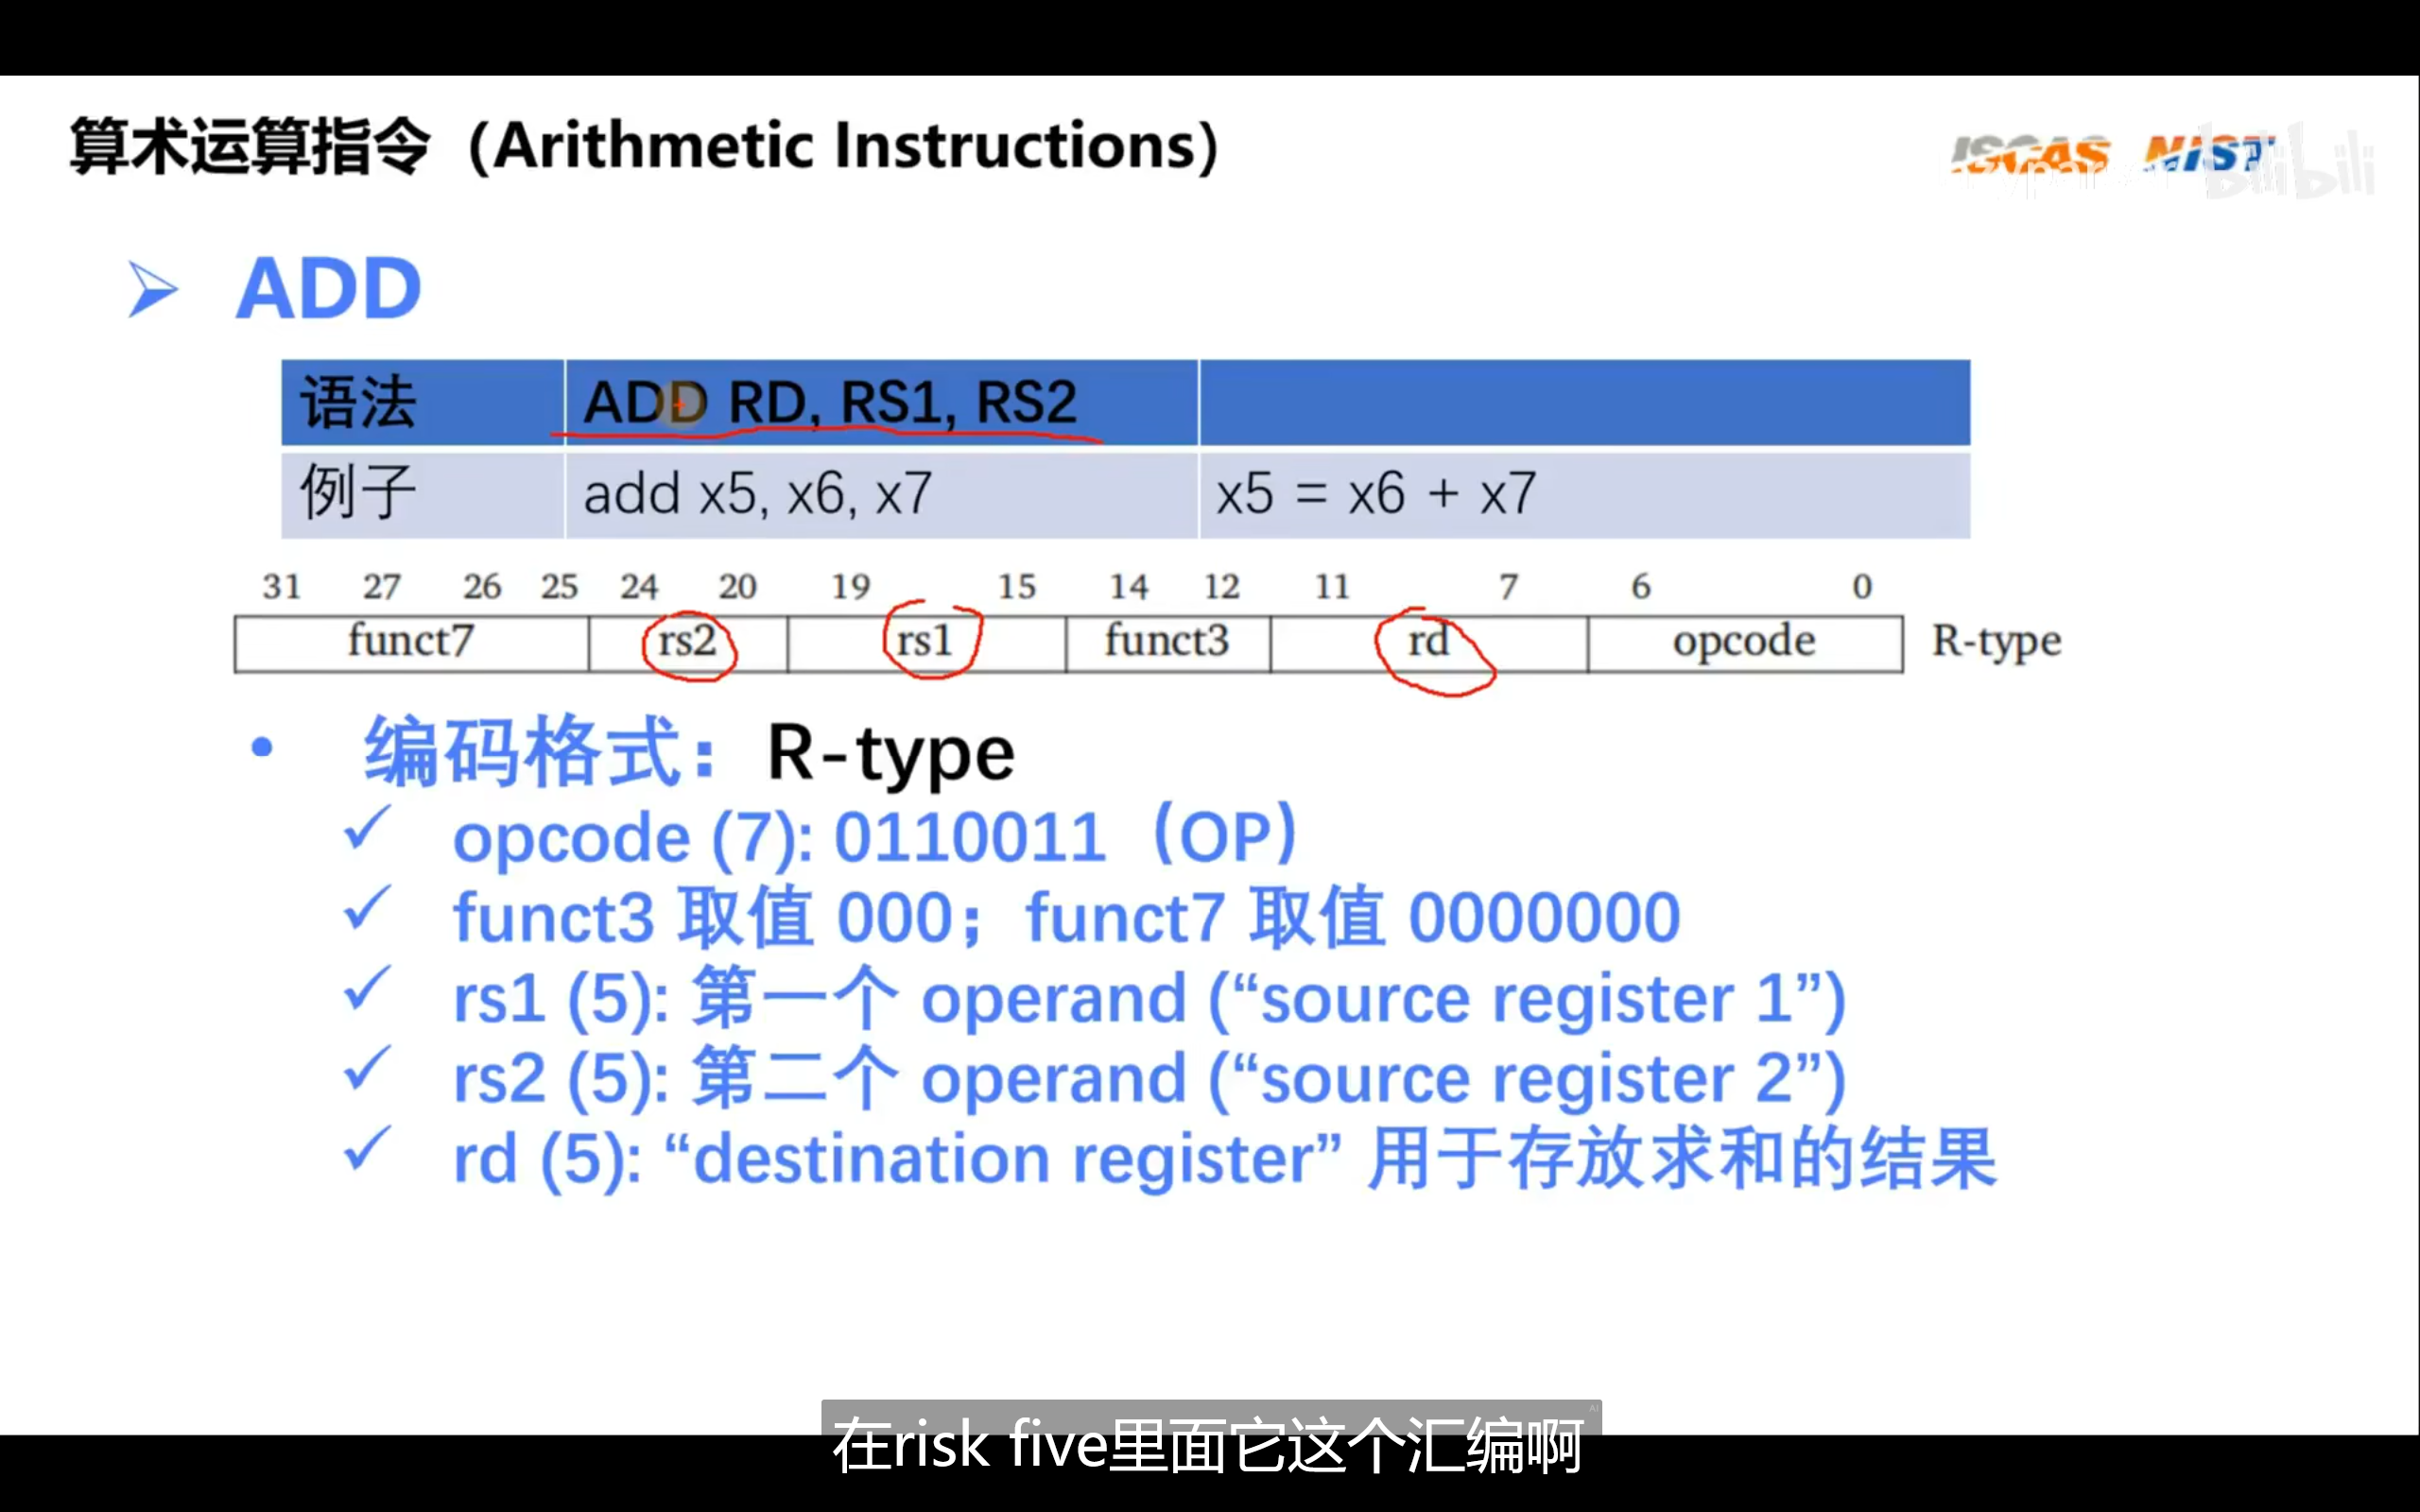 算术运算指令（Arithmetic Instructions）
ISCAS NIST
bilibili
➢ ADD
语法 ADD RD, RS1, RS2
例子 add x5, x6, x7 x5 = x6 + x7
31 27 26 25 24 20 19 15 14 12 11 7 6 0
funct7 rs2 rs1 funct3 rd opcode R-type
• 编码格式：R-type
✓ opcode (7): 0110011（OP）
✓ funct3 取值 000；funct7 取值 0000000
✓ rs1 (5): 第一个 operand (“source register 1”)
✓ rs2 (5): 第二个 operand (“source register 2”)
✓ rd (5): “destination register” 用于存放求和的结果
AI
在risk five里面它这个汇编啊